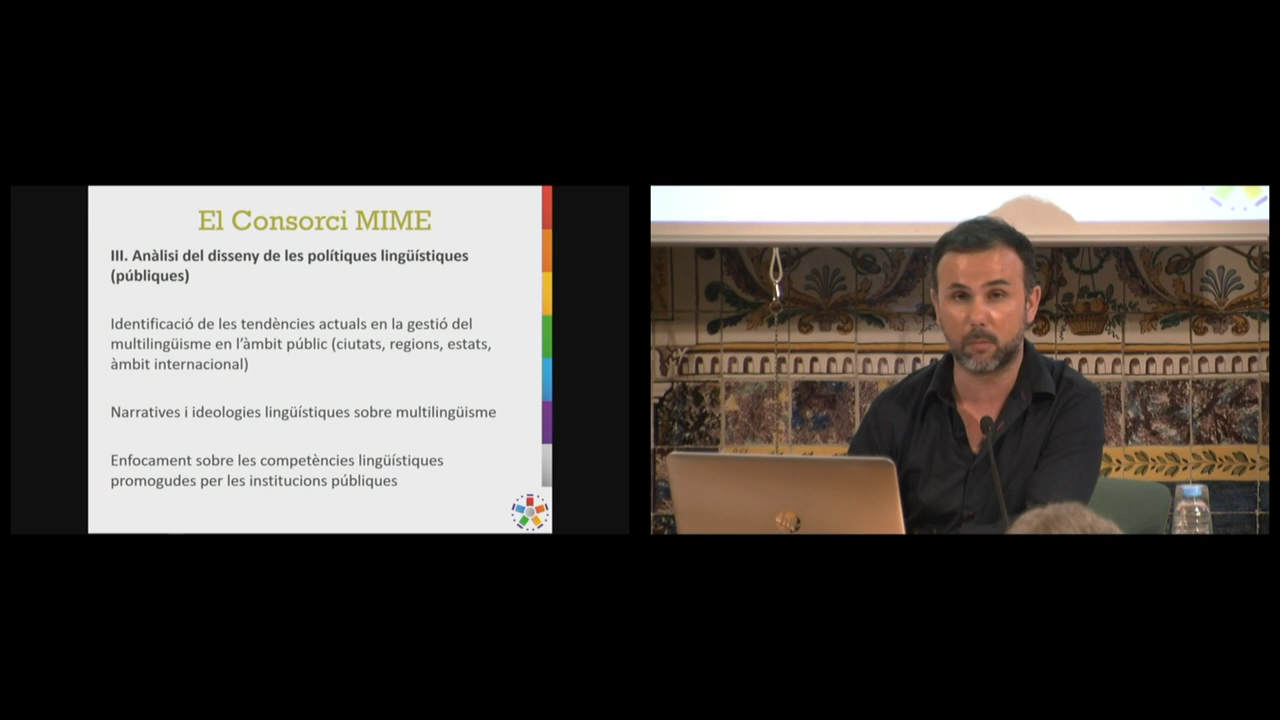 El Consorci MIME
III. Anàlisi del disseny de les polítiques lingüístiques
(públiques)
Identificació de les tendències actuals en la gestió del
multilingüisme en l'àmbit públic (ciutats, regions, estats,
àmbit internacional)
Narratives i ideologies lingüístiques sobre multilingüisme
Enfocament sobre les competències lingüístiques
promogudes per les institucions públiques